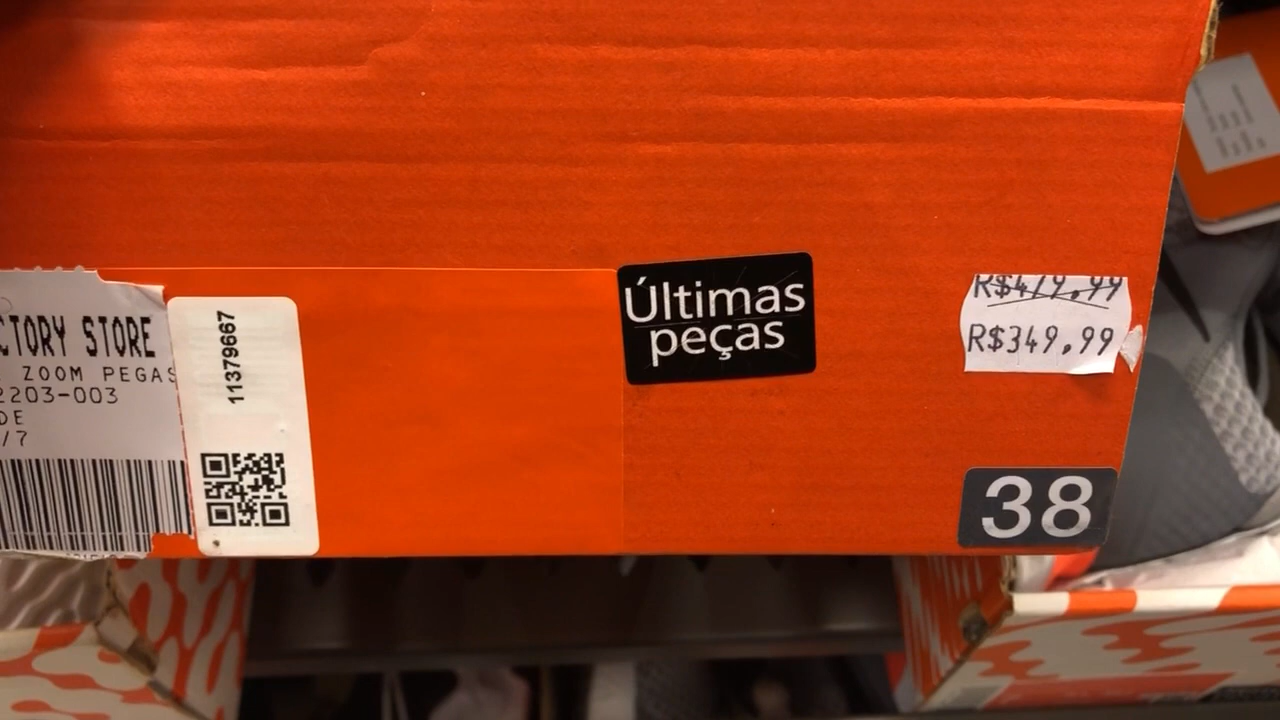 CTORY STORE
ZOOM PEGAS
2203-003
DE
/7
11379667
Últimas
peças
R$479.99
R$349.99
38